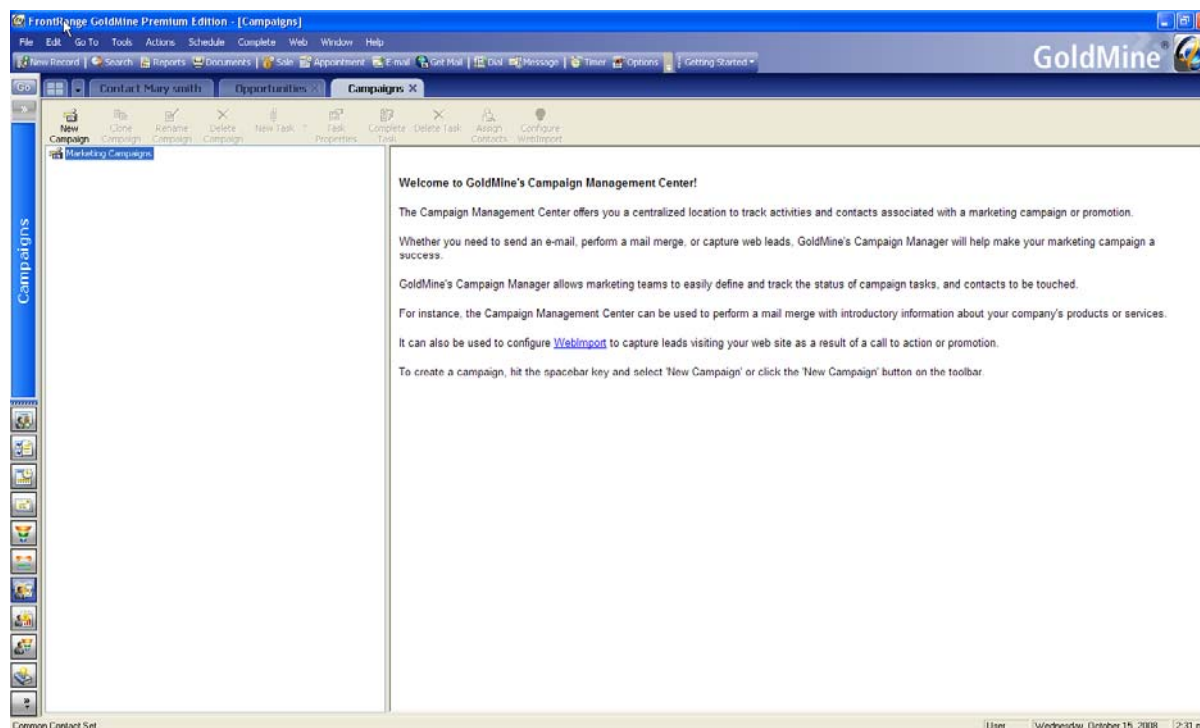 FrontRange GoldMine Premium Edition - [Campaigns]
File Edit Go To Tools Actions Schedule Complete Web Window Help
New Record Search Reports Documents Sale Appointment E-mail Get Mail Dial Message Timer Options Getting Started
GoldMine®
Go Contact Mary smith Opportunities Campaigns
New Campaign Clone Campaign Rename Campaign Delete Campaign New Task Task Properties Complete Task Delete Task Assign Contacts Configure WebImport
Marketing Campaigns
Campaigns
Welcome to GoldMine's Campaign Management Center!
The Campaign Management Center offers you a centralized location to track activities and contacts associated with a marketing campaign or promotion.
Whether you need to send an e-mail, perform a mail merge, or capture web leads, GoldMine's Campaign Manager will help make your marketing campaign a
success.
GoldMine's Campaign Manager allows marketing teams to easily define and track the status of campaign tasks, and contacts to be touched.
For instance, the Campaign Management Center can be used to perform a mail merge with introductory information about your company's products or services.
It can also be used to configure WebImport to capture leads visiting your web site as a result of a call to action or promotion.
To create a campaign, hit the spacebar key and select 'New Campaign' or click the 'New Campaign' button on the toolbar.
Common Contact Set User Wednesday, October 15, 2008 2:31